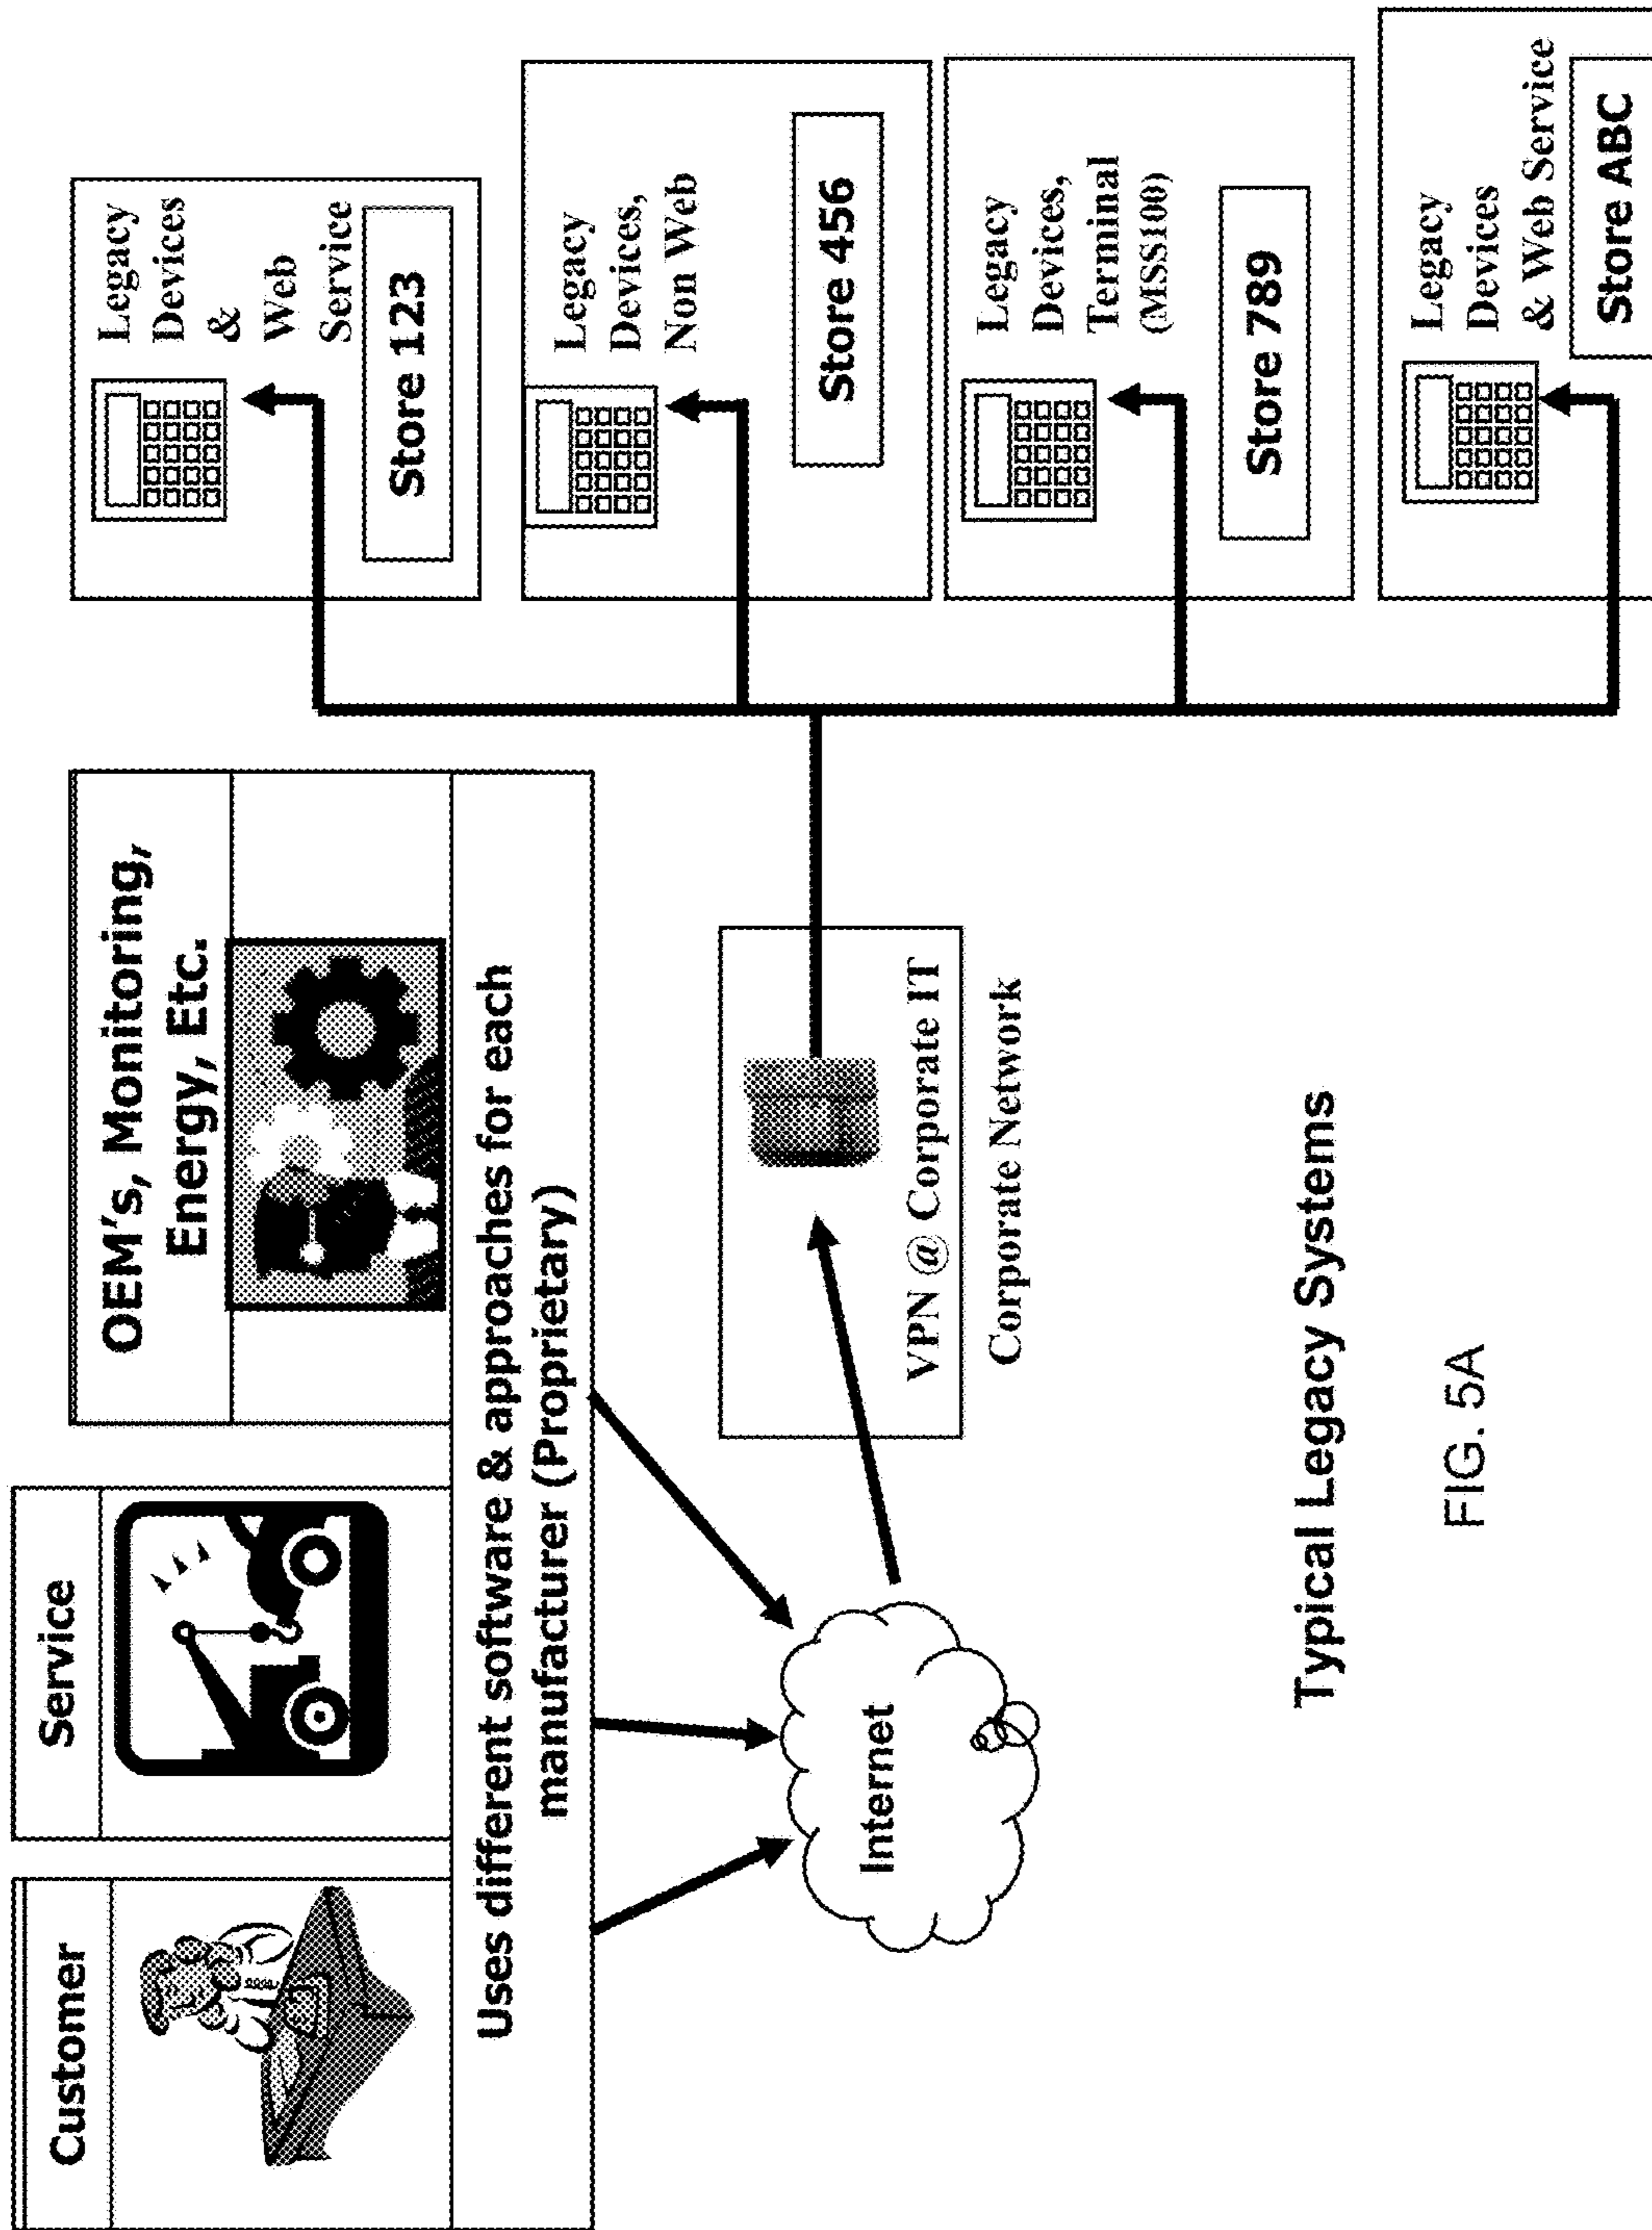 Customer
Service
OEM's, Monitoring,
Energy, Etc.
Uses different software & approaches for each
manufacturer (Proprietary)
Internet
VPN @ Corporate IT
Corporate Network
Legacy
Devices
&
Web
Service
Store 123
Legacy
Devices,
Non Web
Store 456
Legacy
Devices,
Terminal
(MSS100)
Store 789
Legacy
Devices
& Web Service
Store ABC
Typical Legacy Systems
FIG. 5A